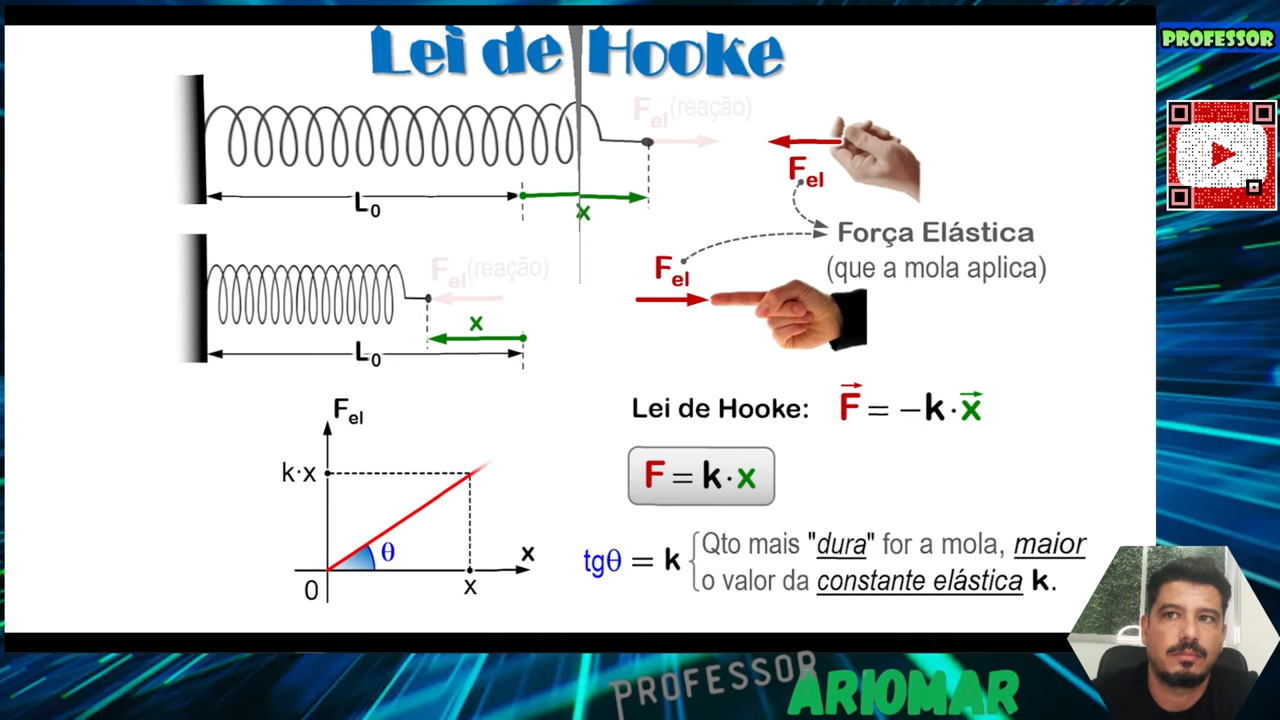 PROFESSOR
Lei de Hooke
Fel (reação)
Fel
L0
x
Força Elástica
(que a mola aplica)
Fel (reação)
Fel
x
L0
Fel
Lei de Hooke: F = −k·x
k·x
F = k·x
θ
x
tgθ = k
Qto mais "dura" for a mola, maior
o valor da constante elástica k.
0
x
PROFESSOR
ARIOMAR